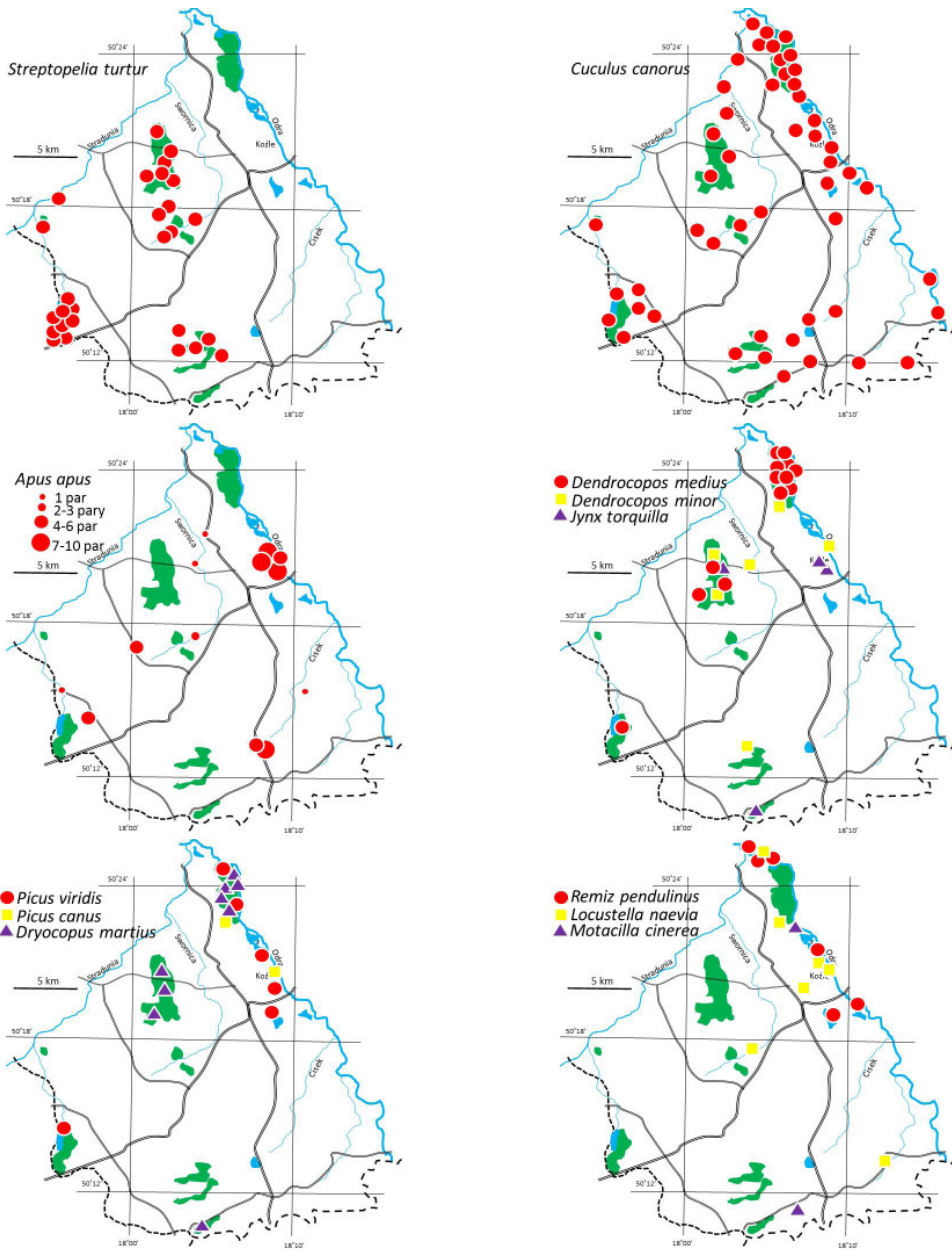 Streptopelia turtur
50°24'
Swornica
Stradunia
Odra
Koźle
5 km
50°18'
Cisek
50°12'
18°00'
18°10'
Cuculus canorus
50°24'
Swornica
Stradunia
Odra
Koźle
5 km
50°18'
Cisek
50°12'
18°00'
18°10'
Apus apus
1 par
2-3 pary
4-6 par
7-10 par
50°24'
Swornica
Stradunia
Odra
5 km
50°18'
Cisek
50°12'
18°00'
18°10'
Dendrocopos medius
Dendrocopos minor
Jynx torquilla
50°24'
Swornica
Stradunia
5 km
50°18'
Cisek
50°12'
18°00'
18°10'
Picus viridis
Picus canus
Dryocopus martius
50°24'
Swornica
Stradunia
Odra
Koźle
5 km
50°18'
Cisek
50°12'
18°00'
18°10'
Remiz pendulinus
Locustella naevia
Motacilla cinerea
50°24'
Swornica
Stradunia
Odra
Koźle
5 km
50°18'
Cisek
50°12'
18°00'
18°10'